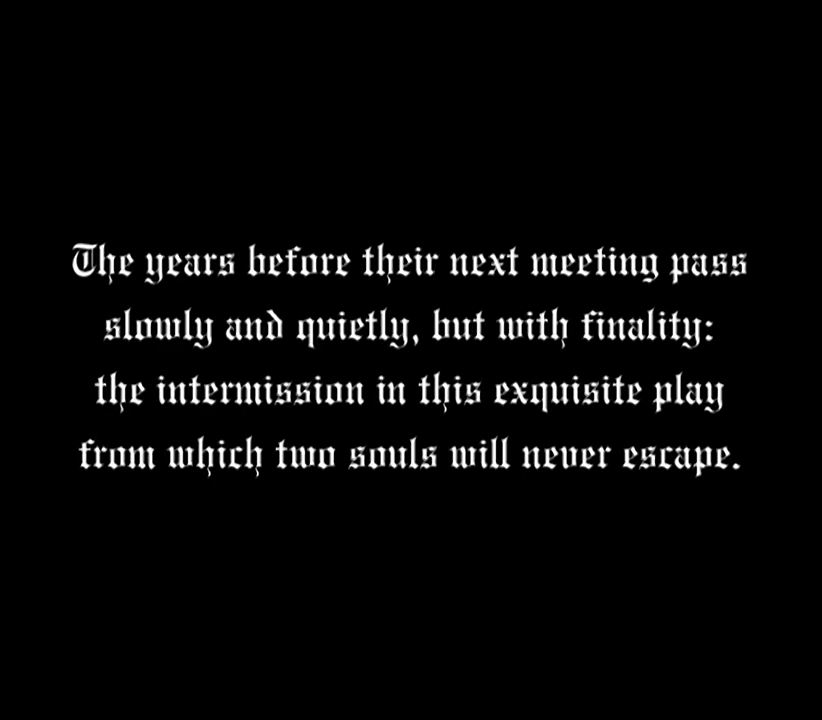 The years before their next meeting pass
slowly and quietly, but with finality:
the intermission in this exquisite play
from which two souls will never escape.